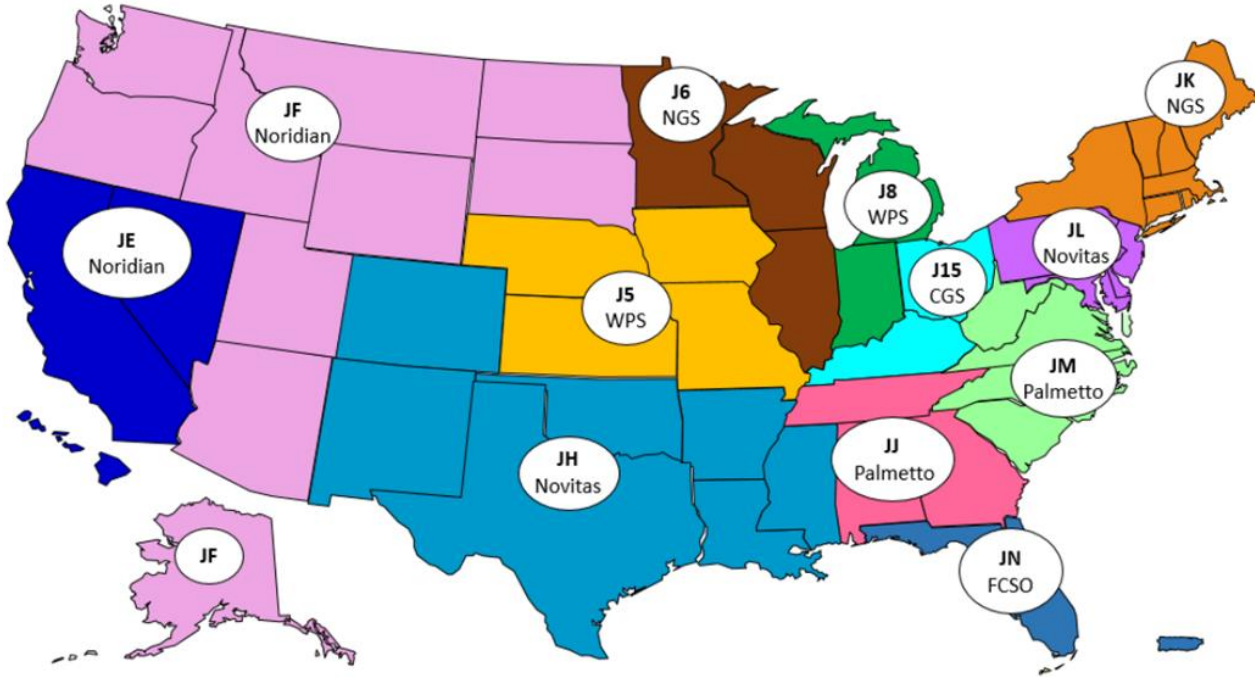 JF
Noridian
J6
NGS
JK
NGS
J8
WPS
JE
Noridian
JL
Novitas
J15
CGS
J5
WPS
JM
Palmetto
JH
Novitas
JJ
Palmetto
JF
JN
FCSO